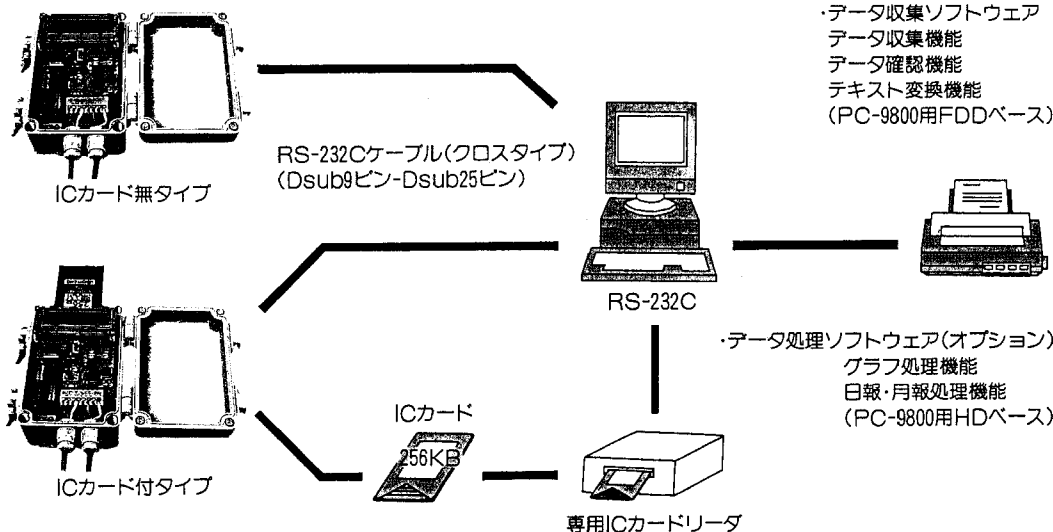 ・データ収集ソフトウェア
データ収集機能
データ確認機能
テキスト変換機能
(PC-9800用FDDベース)
RS-232Cケーブル(クロスタイプ)
(Dsub9ピン-Dsub25ピン)
ICカード無タイプ
RS-232C
・データ処理ソフトウェア(オプション)
グラフ処理機能
日報・月報処理機能
(PC-9800用HDベース)
ICカード
256KB
ICカード付タイプ
専用ICカードリーダ